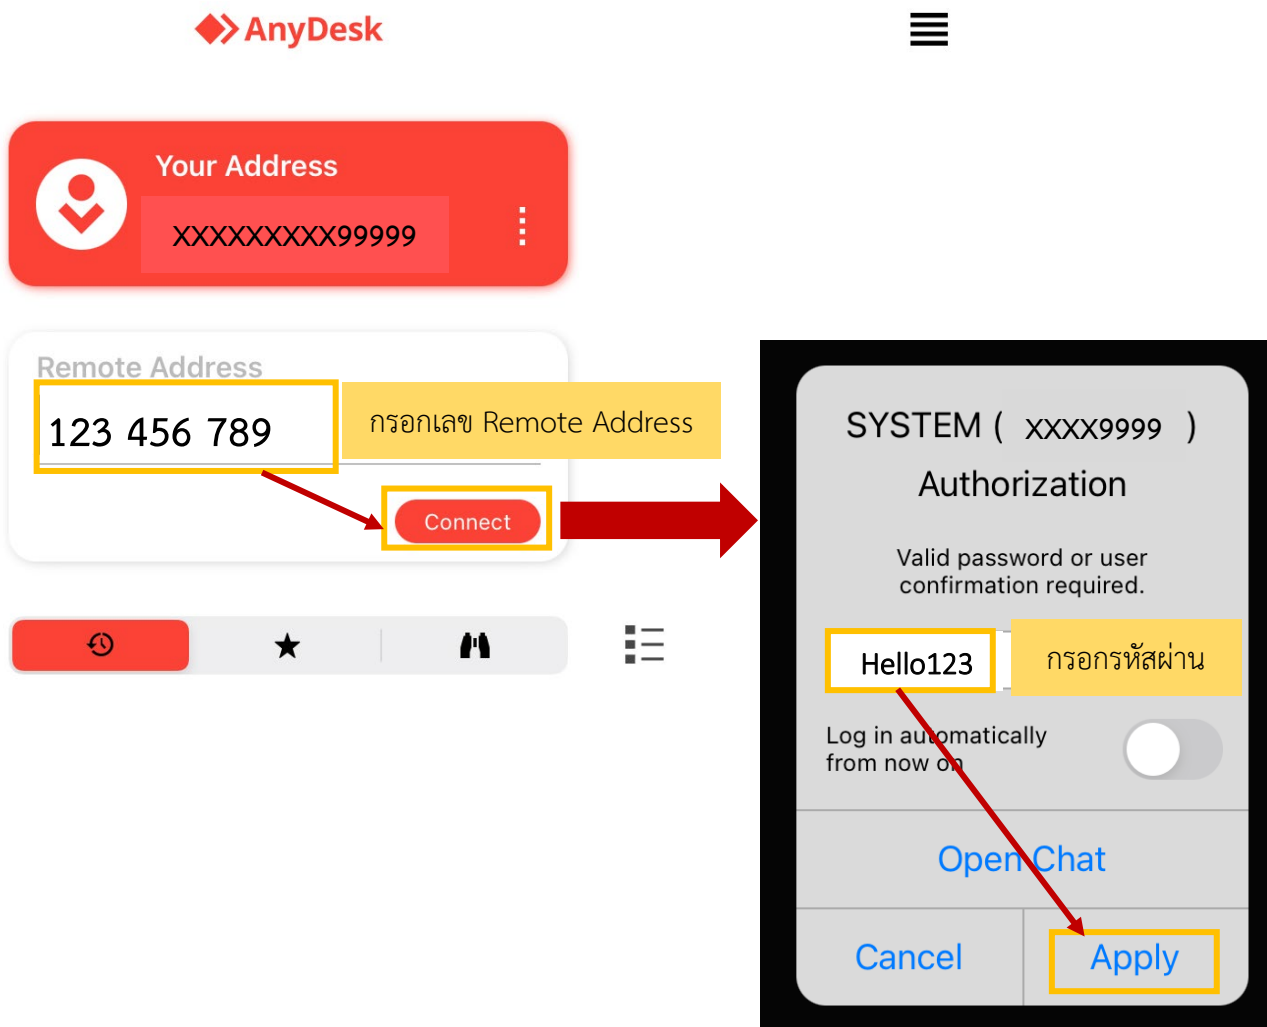 AnyDesk
Your Address
XXXXXXXXX99999
Remote Address
123 456 789
กรอกเลข Remote Address
Connect
SYSTEM ( XXXX9999 )
Authorization
Valid password or user
confirmation required.
Hello123
กรอกรหัสผ่าน
Log in automatically
from now on
Open Chat
Cancel
Apply